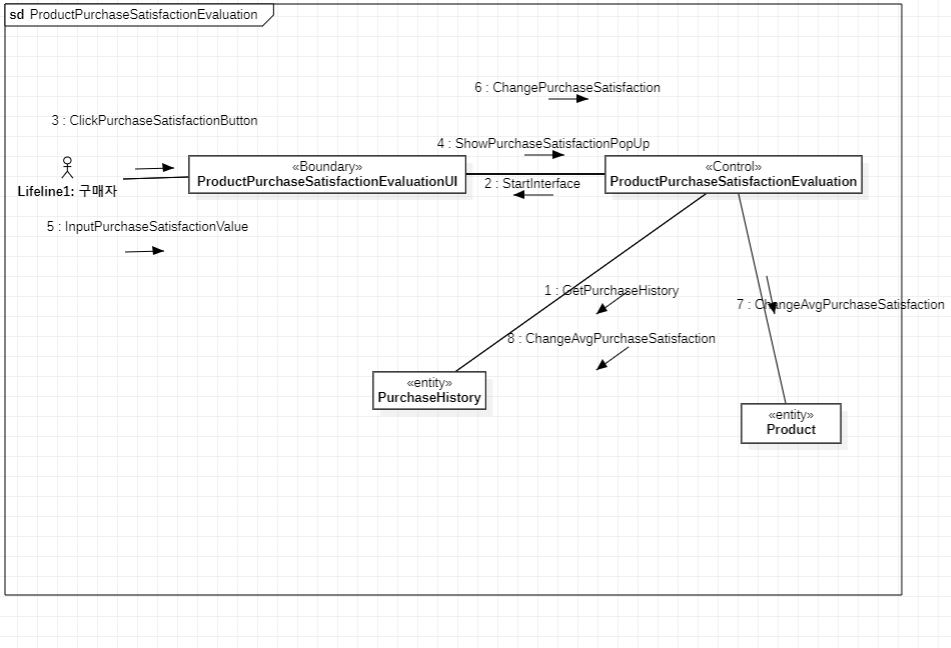 sd ProductPurchaseSatisfactionEvaluation
6 : ChangePurchaseSatisfaction
3 : ClickPurchaseSatisfactionButton
4 : ShowPurchaseSatisfactionPopUp
«Boundary»
ProductPurchaseSatisfactionEvaluationUI
2 : StartInterface
«Control»
ProductPurchaseSatisfactionEvaluation
Lifeline1: 구매자
5 : InputPurchaseSatisfactionValue
1 : GetPurchaseHistory
7 : ChangeAvgPurchaseSatisfaction
8 : ChangeAvgPurchaseSatisfaction
«entity»
PurchaseHistory
«entity»
Product